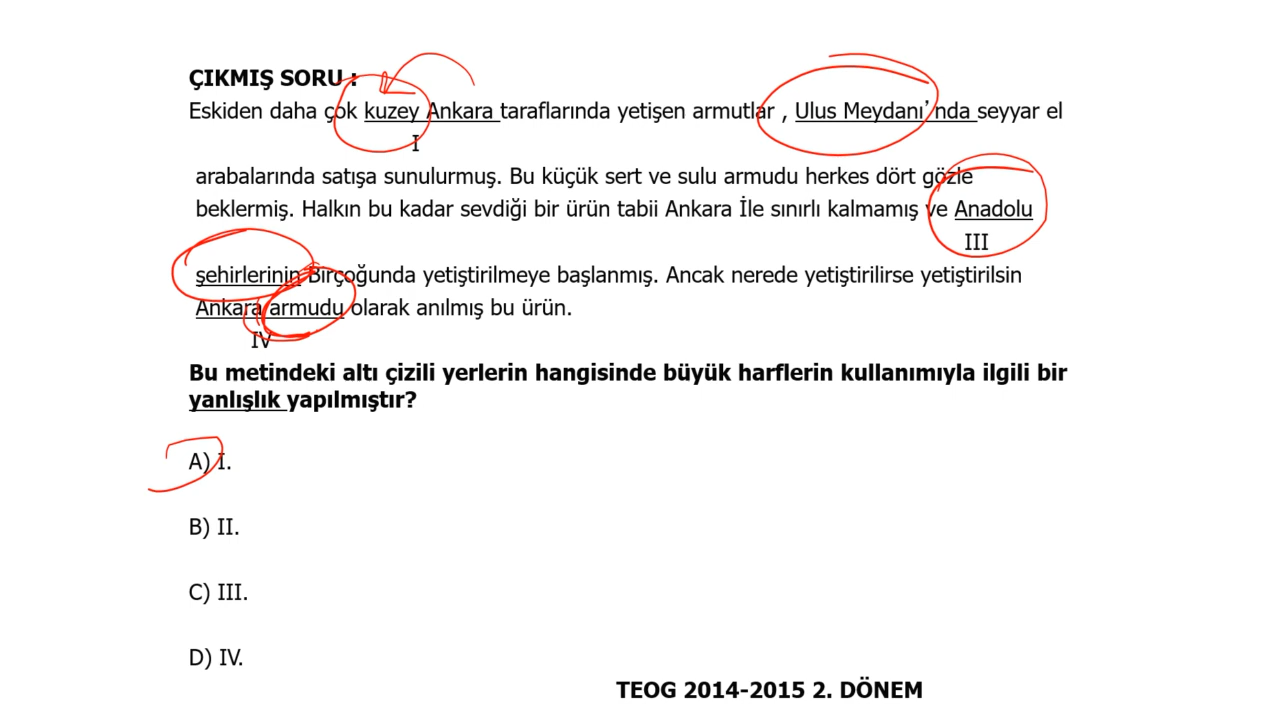 ÇIKMIŞ SORU :
Eskiden daha çok kuzey Ankara taraflarında yetişen armutlar , Ulus Meydanı’nda seyyar el
I
arabalarında satışa sunulurmuş. Bu küçük sert ve sulu armudu herkes dört gözle
beklermiş. Halkın bu kadar sevdiği bir ürün tabii Ankara İle sınırlı kalmamış ve Anadolu
III
şehirlerinin Birçoğunda yetiştirilmeye başlanmış. Ancak nerede yetiştirilirse yetiştirilsin
Ankara armudu olarak anılmış bu ürün.
IV
Bu metindeki altı çizili yerlerin hangisinde büyük harflerin kullanımıyla ilgili bir
yanlışlık yapılmıştır?
A) I.
B) II.
C) III.
D) IV.
TEOG 2014-2015 2. DÖNEM